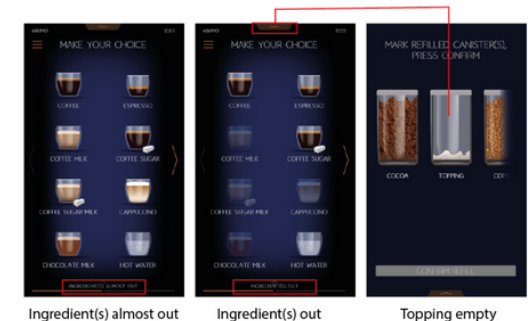 ANIMO
MAKE YOUR CHOICE
COFFEE
ESPRESSO
COFFEE MILK
COFFEE SUGAR
COFFEE SUGAR MILK
CAPPUCCINO
CHOCOLATE MILK
HOT WATER
INGREDIENT(S) ALMOST OUT
Ingredient(s) almost out
ANIMO
MAKE YOUR CHOICE
COFFEE
ESPRESSO
COFFEE MILK
COFFEE SUGAR
COFFEE SUGAR MILK
CAPPUCCINO
CHOCOLATE MILK
HOT WATER
INGREDIENT(S) OUT
Ingredient(s) out
MARK REFILLED CANISTER(S),
PRESS CONFIRM
COCOA
TOPPING
CONFIRM REFILL
Topping empty